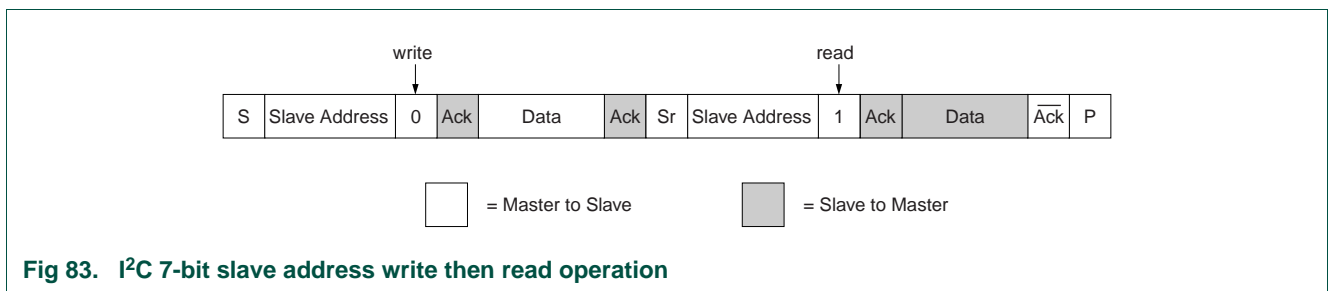 write read
S Slave Address 0 Ack Data Ack Sr Slave Address 1 Ack Data A̅c̅k̅ P
= Master to Slave = Slave to Master
Fig 83. I²C 7-bit slave address write then read operation